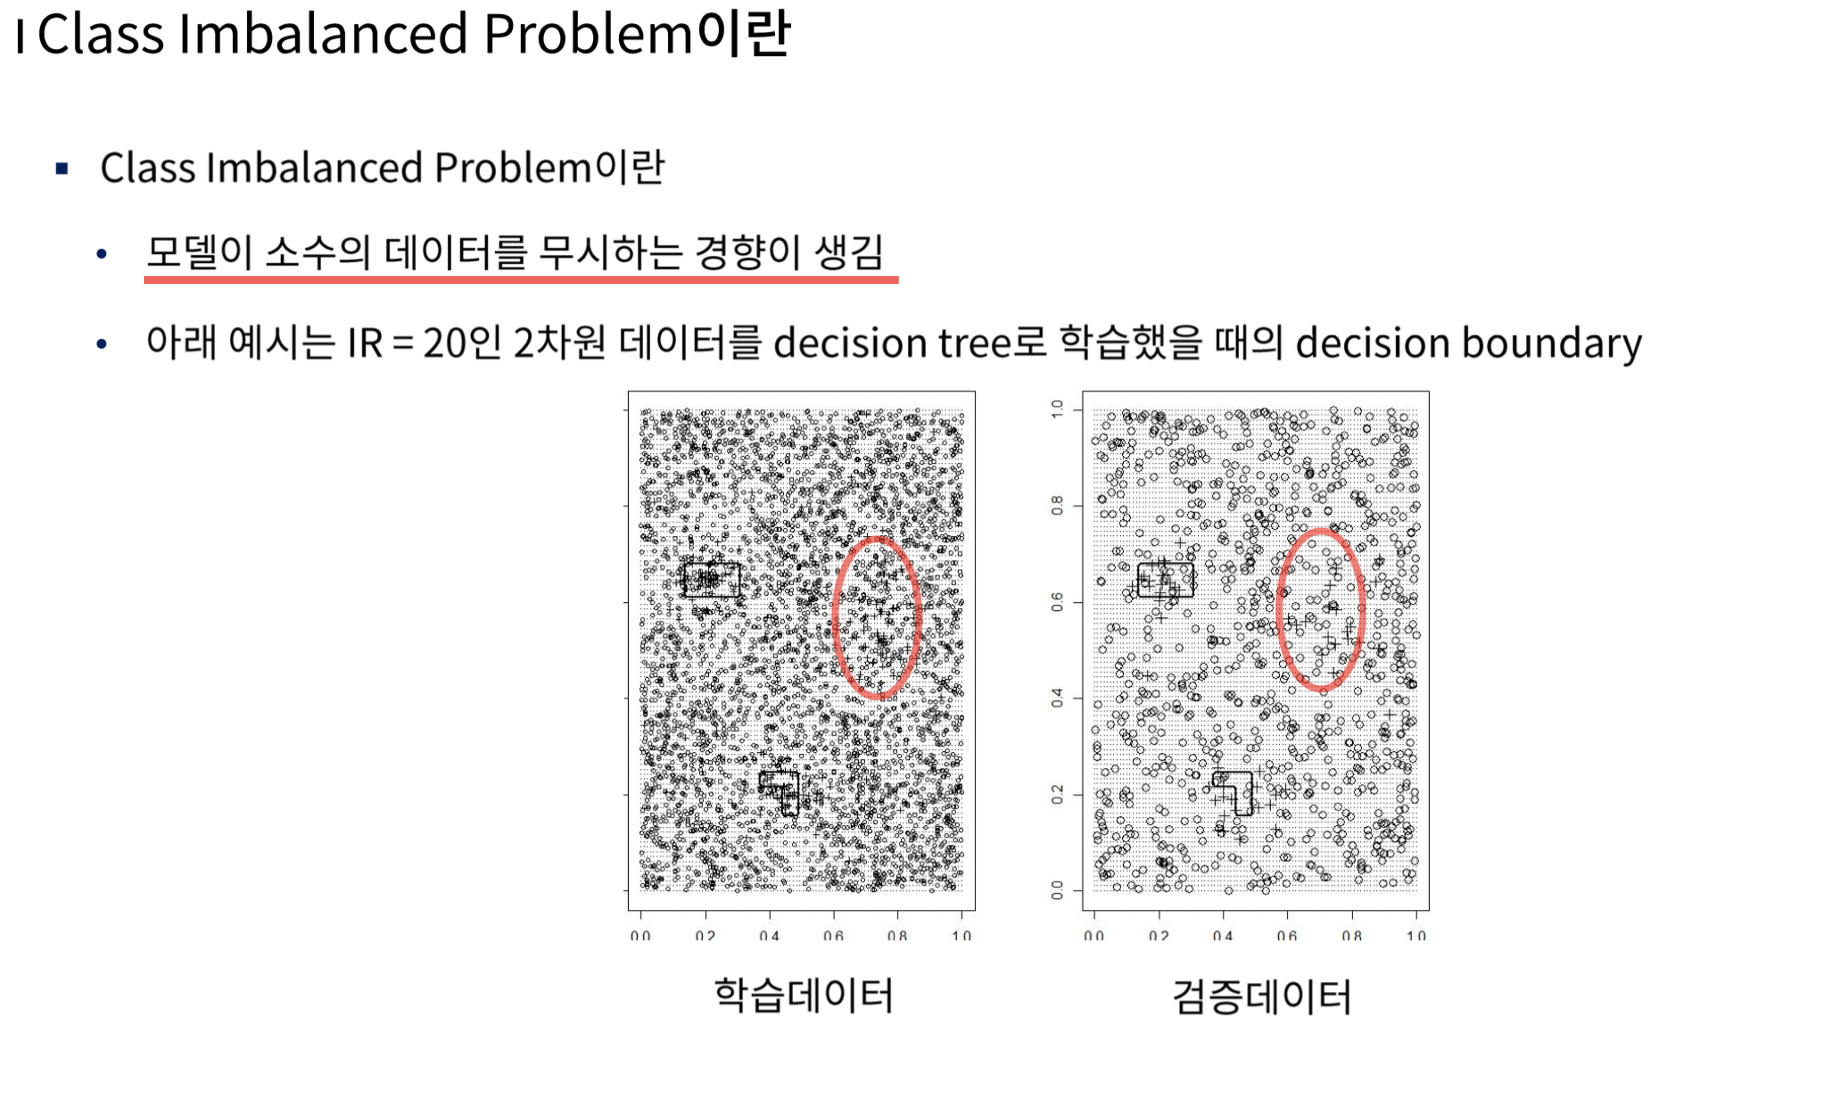 I Class Imbalanced Problem이란
Class Imbalanced Problem이란
모델이 소수의 데이터를 무시하는 경향이 생김
아래 예시는 IR = 20인 2차원 데이터를 decision tree로 학습했을 때의 decision boundary
1.0
0.8
0.6
0.4
0.2
0.0
0.0 0.2 0.4 0.6 0.8 1.0
0.0 0.2 0.4 0.6 0.8 1.0
학습데이터
검증데이터